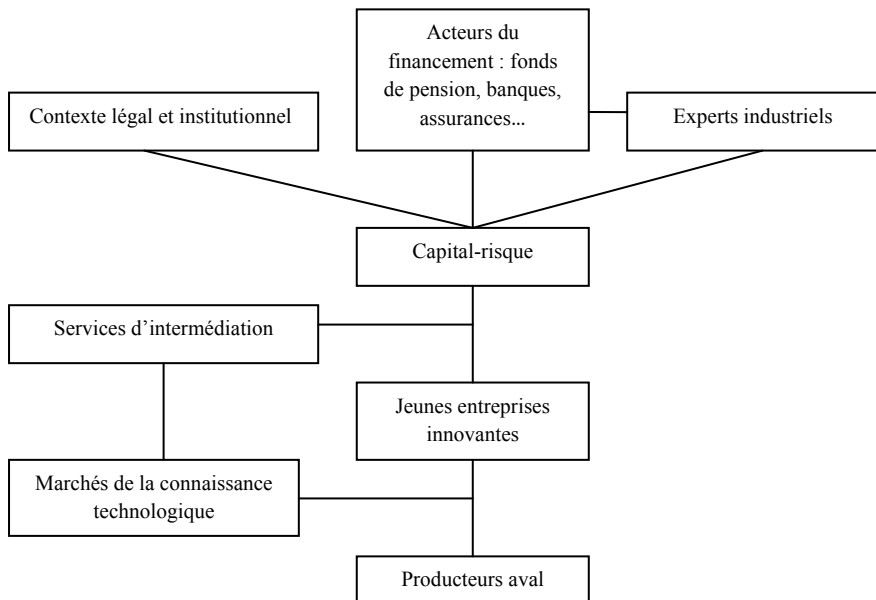 Acteurs du
financement : fonds
de pension, banques,
assurances...
Contexte légal et institutionnel
Experts industriels
Capital-risque
Services d’intermédiation
Jeunes entreprises
innovantes
Marchés de la connaissance
technologique
Producteurs aval